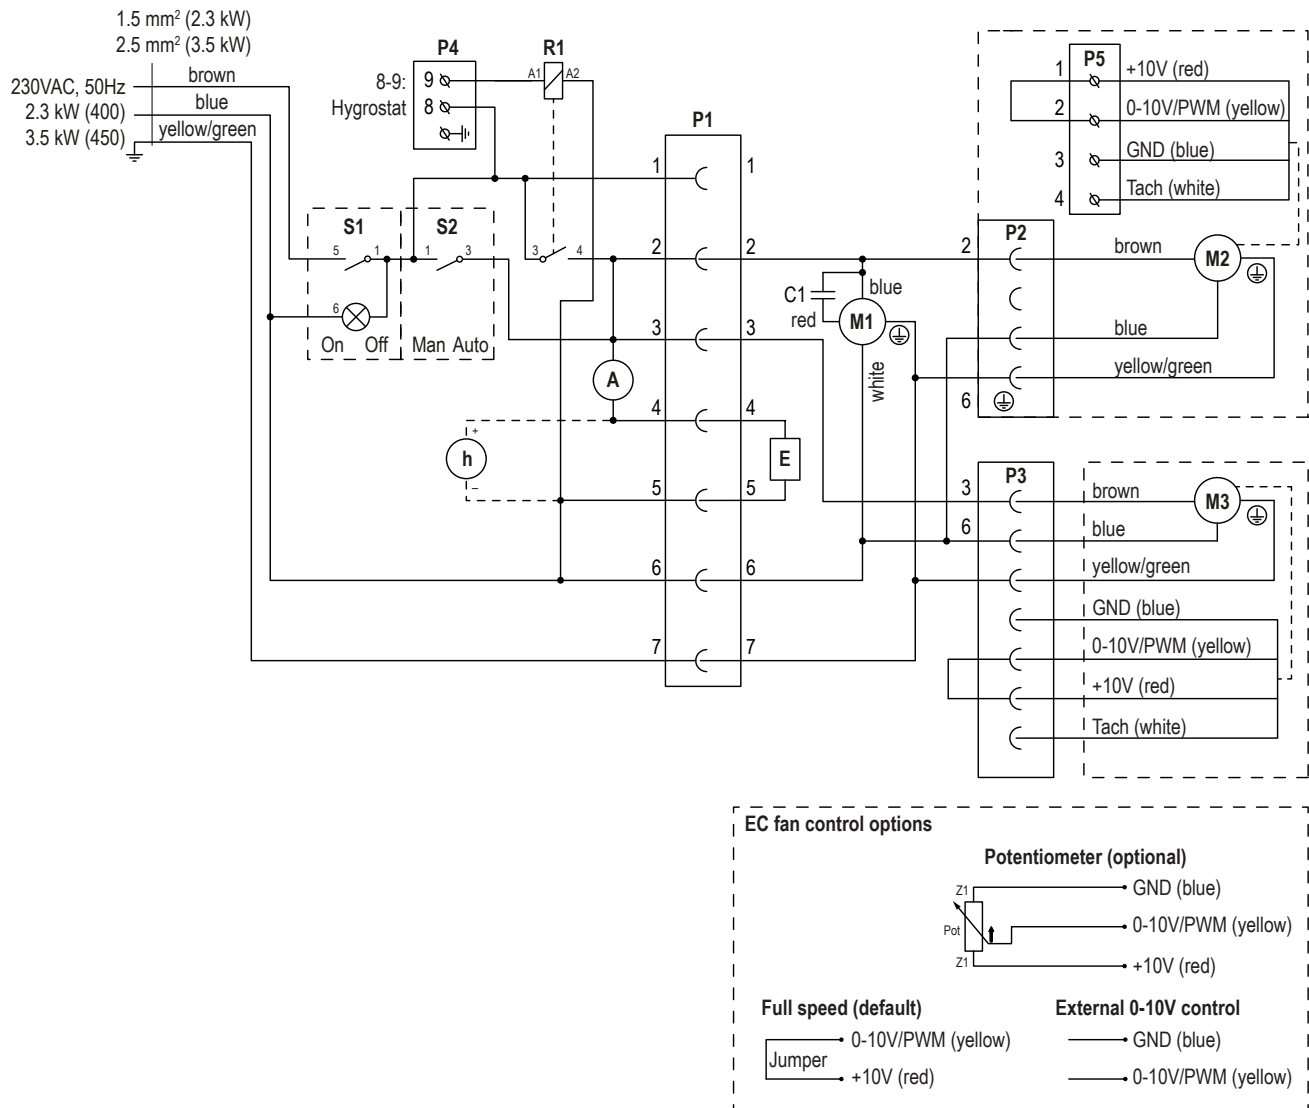 1.5 mm² (2.3 kW)
2.5 mm² (3.5 kW)
230VAC, 50Hz
2.3 kW (400)
3.5 kW (450)
brown
blue
yellow/green
P4
8-9:
Hygrostat
9
8
R1
A1 A2
S1
5 1
6
On Off
S2
1 3
Man Auto
3 4
A
h
+
–
P1
1 1
2 2
3 3
4 4
5 5
6 6
7 7
E
C1
blue
red
M1
white
P5
1 +10V (red)
2 0-10V/PWM (yellow)
3 GND (blue)
4 Tach (white)
P2
2 brown
M2
blue
yellow/green
6
P3
3 brown
M3
6 blue
yellow/green
GND (blue)
0-10V/PWM (yellow)
+10V (red)
Tach (white)
EC fan control options
Potentiometer (optional)
Z1 GND (blue)
Pot 0-10V/PWM (yellow)
Z1 +10V (red)
Full speed (default)
0-10V/PWM (yellow)
Jumper
+10V (red)
External 0-10V control
GND (blue)
0-10V/PWM (yellow)